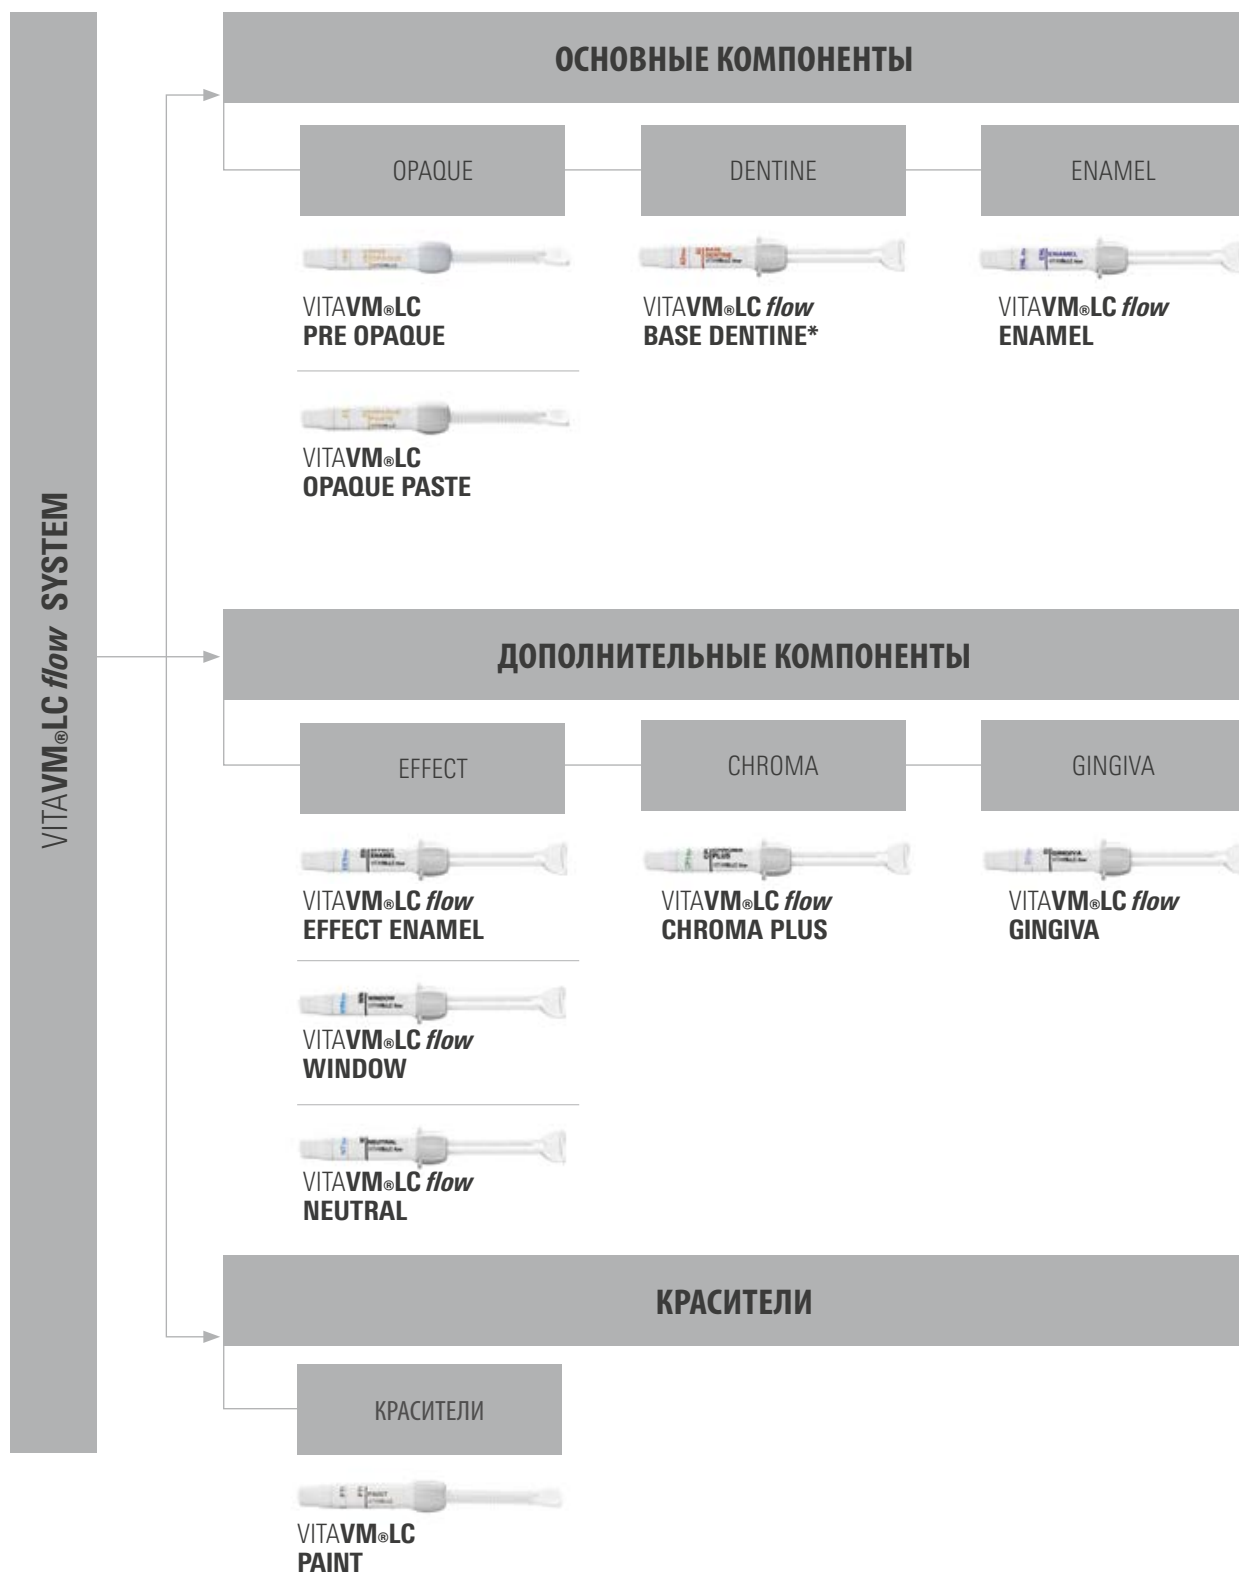 VITAVM®LC flow SYSTEM
ОСНОВНЫЕ КОМПОНЕНТЫ
OPAQUE
DENTINE
ENAMEL
VITAVM®LC
PRE OPAQUE
VITAVM®LC flow
BASE DENTINE*
VITAVM®LC flow
ENAMEL
VITAVM®LC
OPAQUE PASTE
ДОПОЛНИТЕЛЬНЫЕ КОМПОНЕНТЫ
EFFECT
CHROMA
GINGIVA
VITAVM®LC flow
EFFECT ENAMEL
VITAVM®LC flow
CHROMA PLUS
VITAVM®LC flow
GINGIVA
VITAVM®LC flow
WINDOW
VITAVM®LC flow
NEUTRAL
КРАСИТЕЛИ
КРАСИТЕЛИ
VITAVM®LC
PAINT